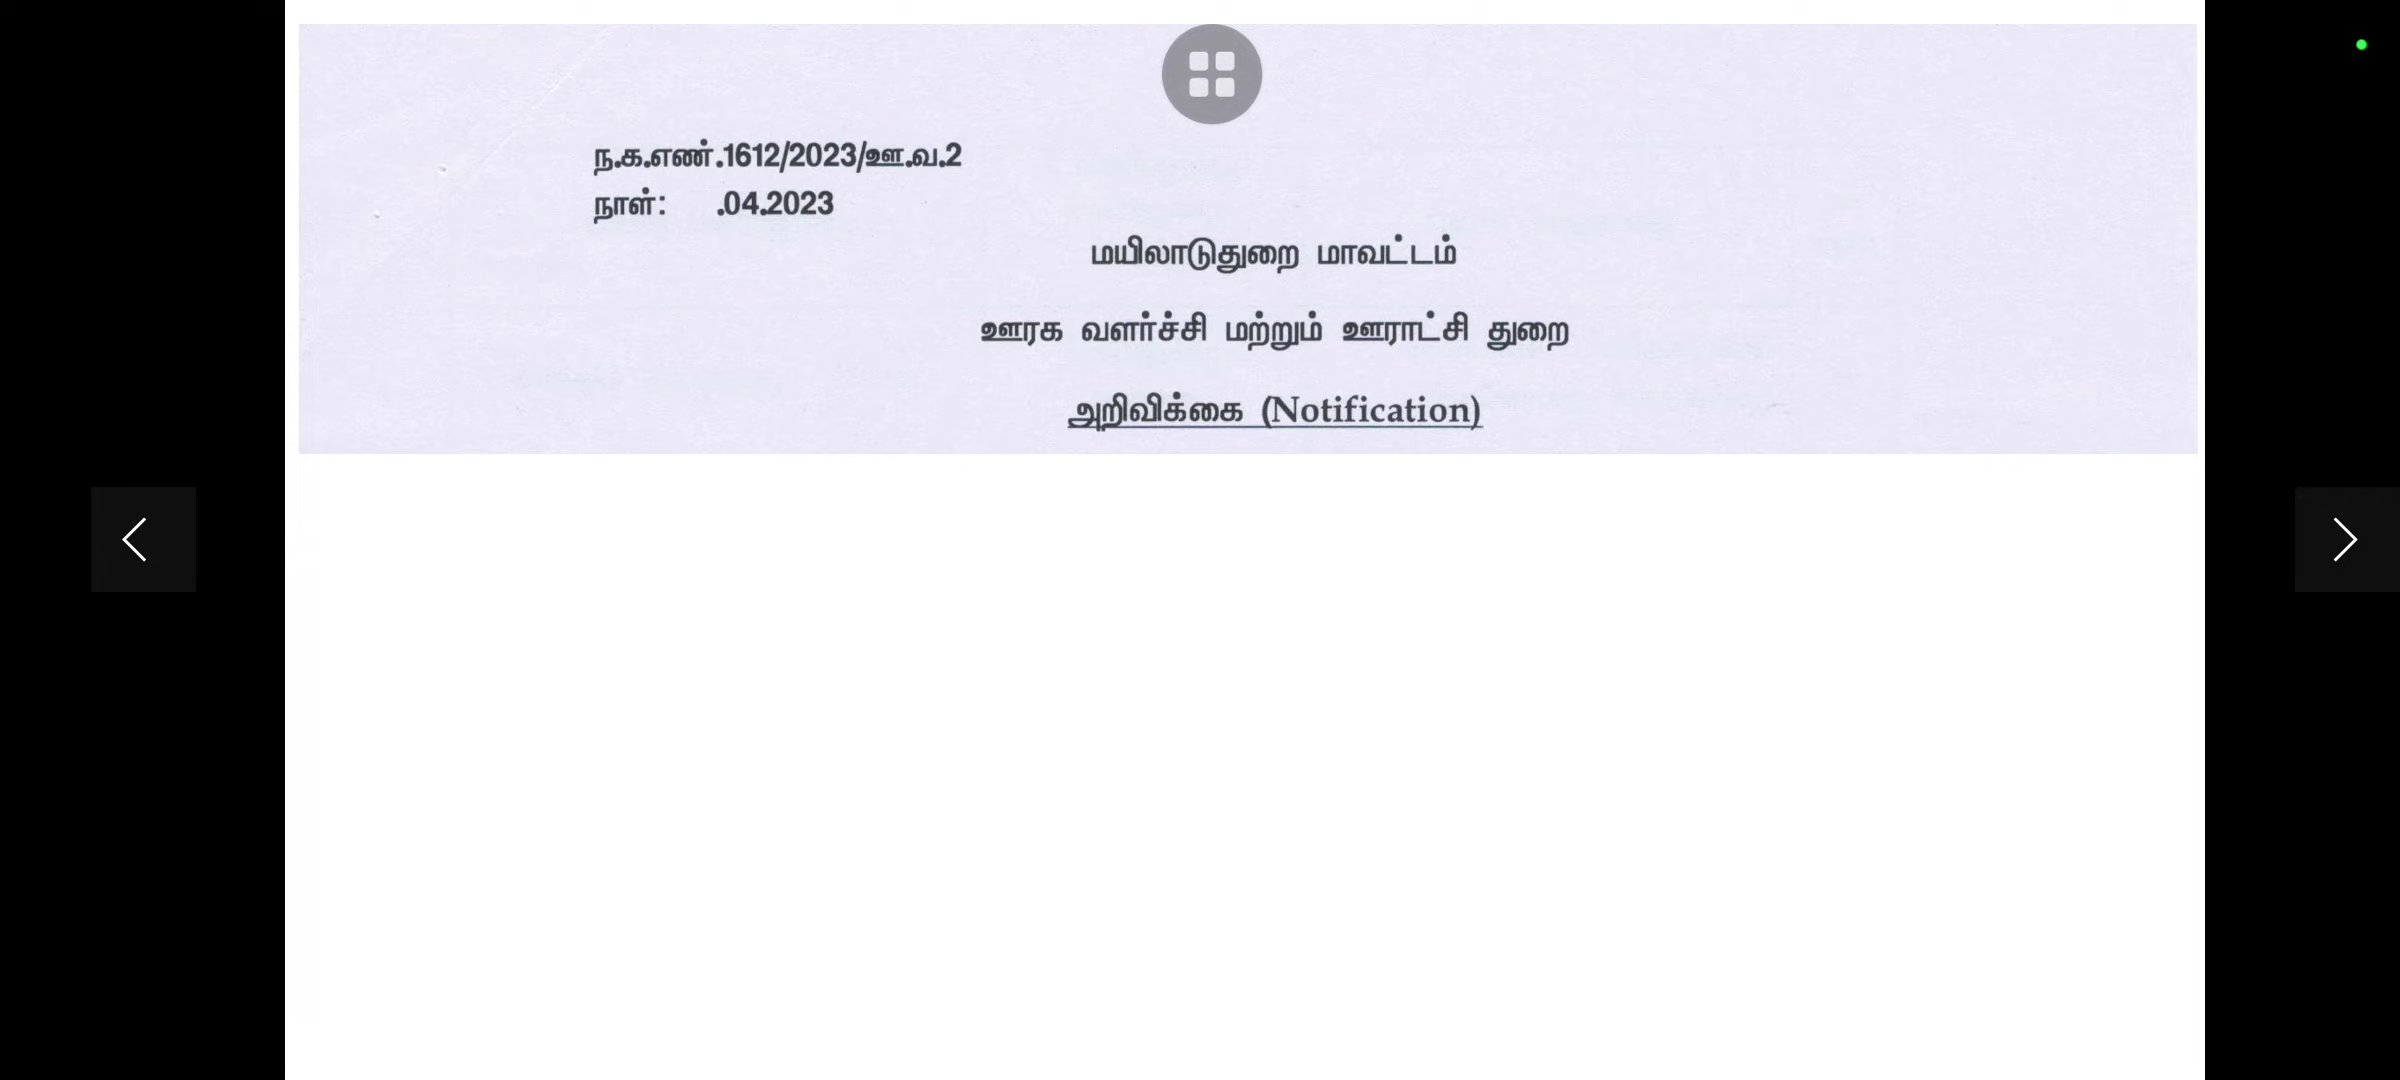 ந.க.எண்.1612/2023/ஊ.வ.2
நாள்: .04.2023
மயிலாடுதுறை மாவட்டம்
ஊரக வளர்ச்சி மற்றும் ஊராட்சி துறை
அறிவிக்கை (Notification)